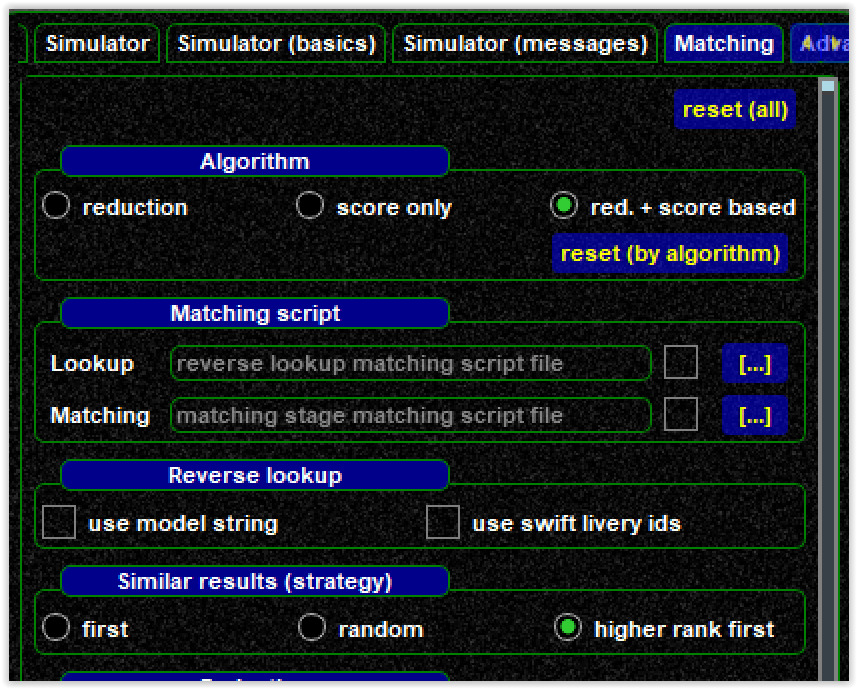 Simulator Simulator (basics) Simulator (messages) Matching
reset (all)
Algorithm
reduction score only red. + score based
reset (by algorithm)
Matching script
Lookup reverse lookup matching script file [...]
Matching matching stage matching script file [...]
Reverse lookup
use model string use swift livery ids
Similar results (strategy)
first random higher rank first